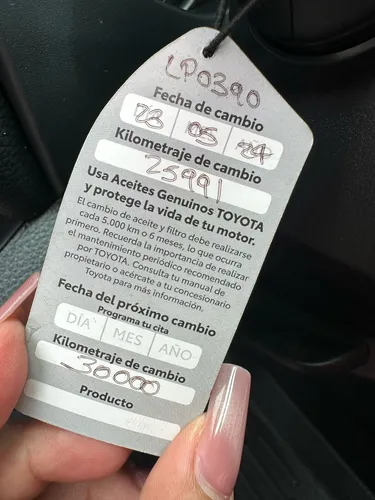 LP0390
Fecha de cambio
23 05 24
Kilometraje de cambio
25991
Usa Aceites Genuinos TOYOTA
y protege la vida de tu motor.
El cambio de aceite y filtro debe realizarse
cada 5.000 km o 6 meses, lo que ocurra
primero. Recuerda la importancia de realizar
el mantenimiento periódico recomendado
por TOYOTA. Consulta tu manual de
propietario o acércate a tu concesionario
Toyota para más información.
Fecha del próximo cambio
Programa tu cita
DÍA MES AÑO
Kilometraje de cambio
30000
Producto